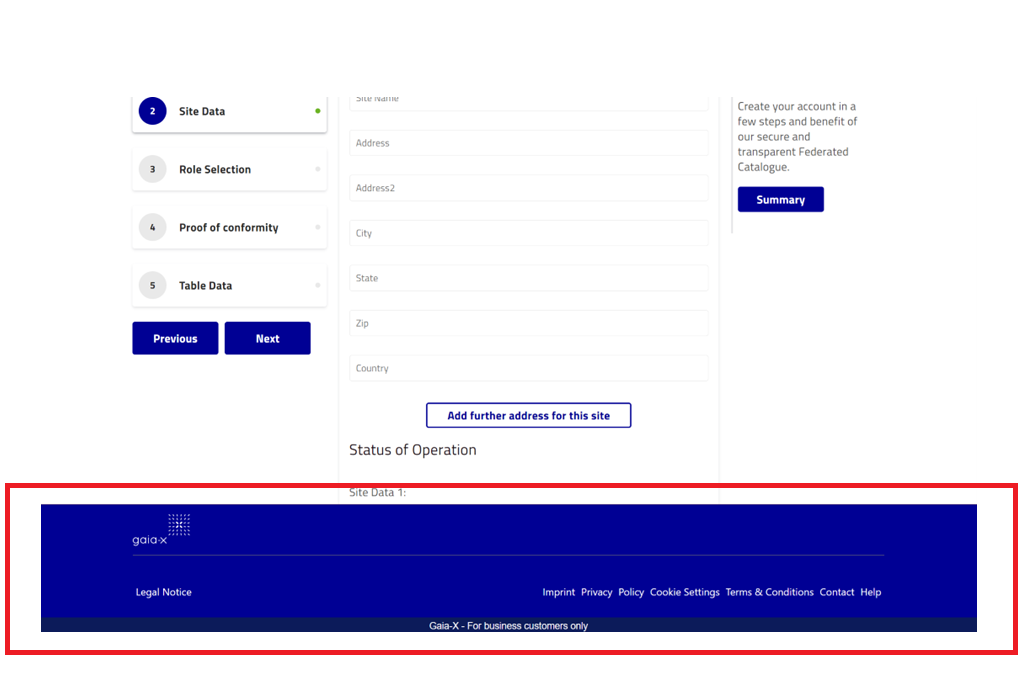 2 Site Data
3 Role Selection
4 Proof of conformity
5 Table Data
Previous Next
Site Name
Address
Address2
City
State
Zip
Country
Add further address for this site
Status of Operation
Site Data 1:
Create your account in a
few steps and benefit of
our secure and
transparent Federated
Catalogue.
Summary
gaia-x
Legal Notice
Imprint Privacy Policy Cookie Settings Terms & Conditions Contact Help
Gaia-X - For business customers only